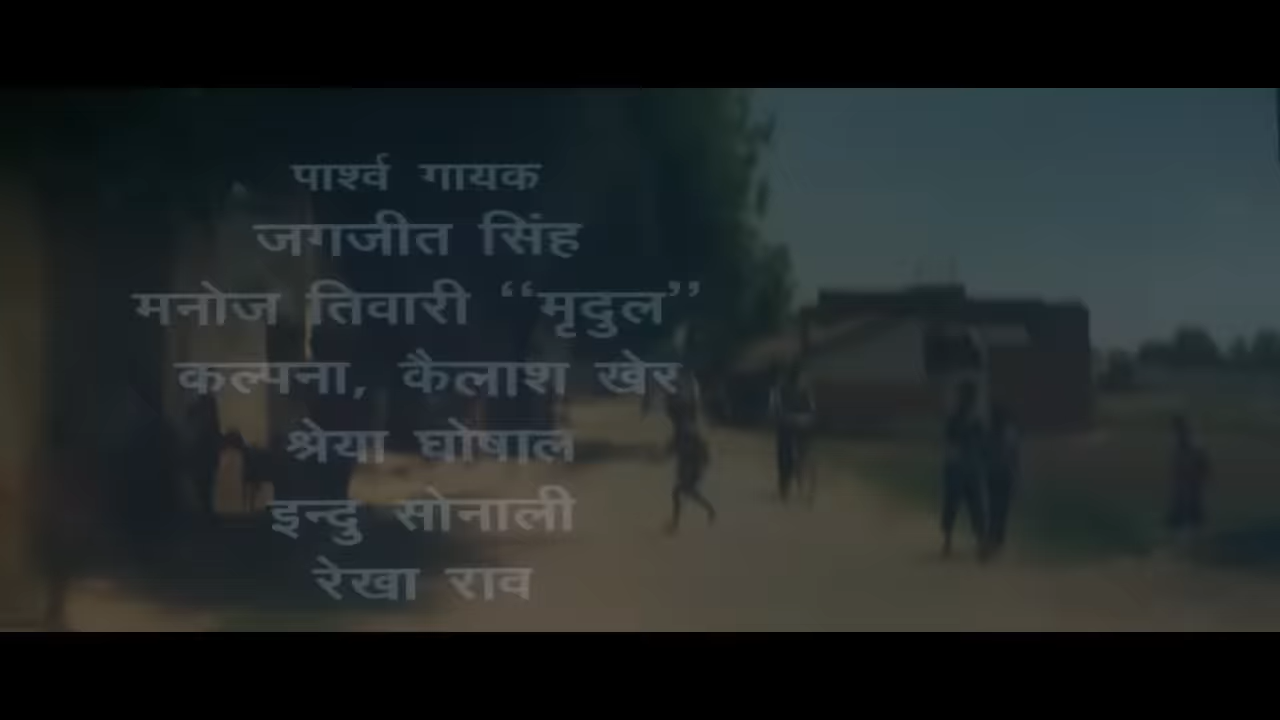 पार्श्व गायक
जगजीत सिंह
मनोज तिवारी “मृदुल”
कल्पना, कैलाश खेर
श्रेया घोषाल
इन्दु सोनाली
रेखा राव